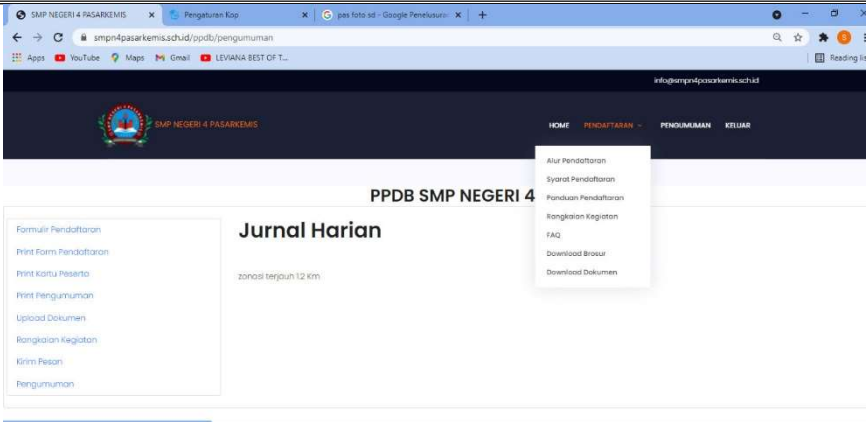 SMP NEGERI 4 PASARKEMIS
Pengaturan Kop
pas foto sd - Google Penelusuran
smpn4pasarkemis.sch.id/ppdb/pengumuman
Apps YouTube Maps Gmail LEVIANA BEST OF T...
Reading lis
info@smpn4pasarkemis.sch.id
SMP NEGERI 4 PASARKEMIS
HOME PENDAFTARAN PENGUMUMAN KELUAR
Alur Pendaftaran
Syarat Pendaftaran
Panduan Pendaftaran
Rangkaian Kegiatan
FAQ
Download Brosur
Download Dokumen
PPDB SMP NEGERI 4
Formulir Pendaftaran
Print Form Pendaftaran
Print Kartu Peserta
Print Pengumuman
Upload Dokumen
Rangkaian Kegiatan
Kirim Pesan
Pengumuman
Jurnal Harian
zonasi terjauh 1.2 Km